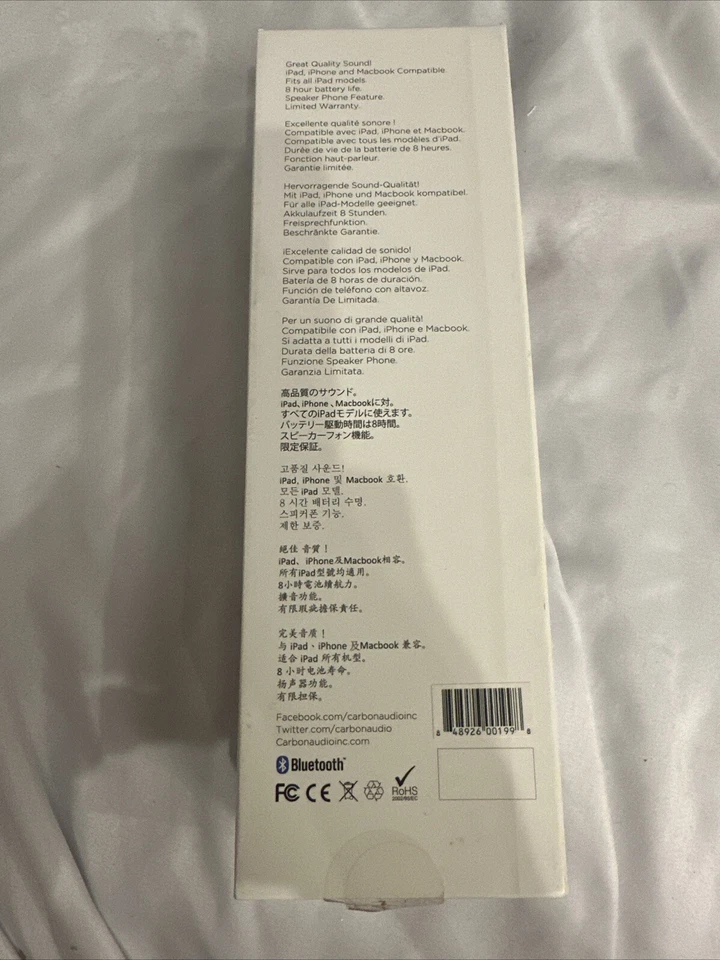 Great Quality Sound!
iPad, iPhone and Macbook Compatible
Fits all iPad models.
8 hour battery life.
Speaker Phone Feature.
Limited Warranty.
Excellente qualité sonore !
Compatible avec iPad, iPhone et Macbook.
Compatible avec tous les modèles d'iPad.
Durée de vie de la batterie de 8 heures.
Fonction haut-parleur.
Garantie limitée.
Hervorragende Sound-Qualität!
Mit iPad, iPhone und Macbook kompatibel.
Für alle iPad-Modelle geeignet.
Akkulaufzeit 8 Stunden.
Freisprechfunktion.
Beschränkte Garantie.
¡Excelente calidad de sonido!
Compatible con iPad, iPhone y Macbook.
Sirve para todos los modelos de iPad.
Batería de 8 horas de duración.
Función de teléfono con altavoz.
Garantía De Limitada.
Per un suono di grande qualità!
Compatibile con iPad, iPhone e Macbook.
Si adatta a tutti i modelli di iPad.
Durata della batteria di 8 ore.
Funzione Speaker Phone.
Garanzia Limitata.
高品質のサウンド。
iPad、iPhone、Macbookに対。
すべてのiPadモデルに使えます。
バッテリー駆動時間は8時間。
スピーカーフォン機能。
限定保証。
고품질 사운드!
iPad, iPhone 및 Macbook 호환.
모든 iPad 모델.
8 시간 배터리 수명.
스피커폰 기능.
제한 보증.
絕佳 音質！
iPad、iPhone及Macbook相容。
所有iPad型號均適用。
8小時電池續航力。
擴音功能。
有限瑕疵擔保責任。
完美音质！
与 iPad、iPhone 及Macbook 兼容。
适合 iPad 所有机型。
8 小时电池寿命。
扬声器功能。
有限担保。
Facebook.com/carbonaudioinc
Twitter.com/carbonaudio
Carbonaudioinc.com
8 48926 00199 8
Bluetooth
FC CE RoHS
2002/95/EC